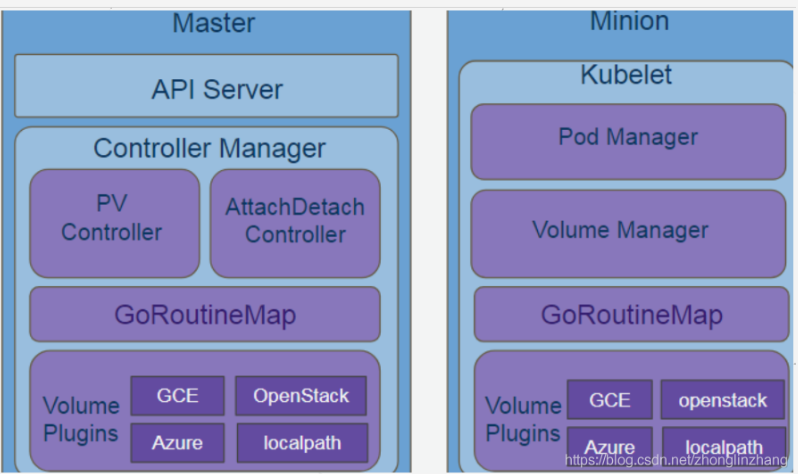 Master
API Server
Controller Manager
PV
Controller
AttachDetach
Controller
GoRoutineMap
Volume
Plugins
GCE
OpenStack
Azure
localpath
Minion
Kubelet
Pod Manager
Volume Manager
GoRoutineMap
Volume
Plugins
GCE
openstack
Azure
localpath
https://blog.csdn.net/zhonglinzhang